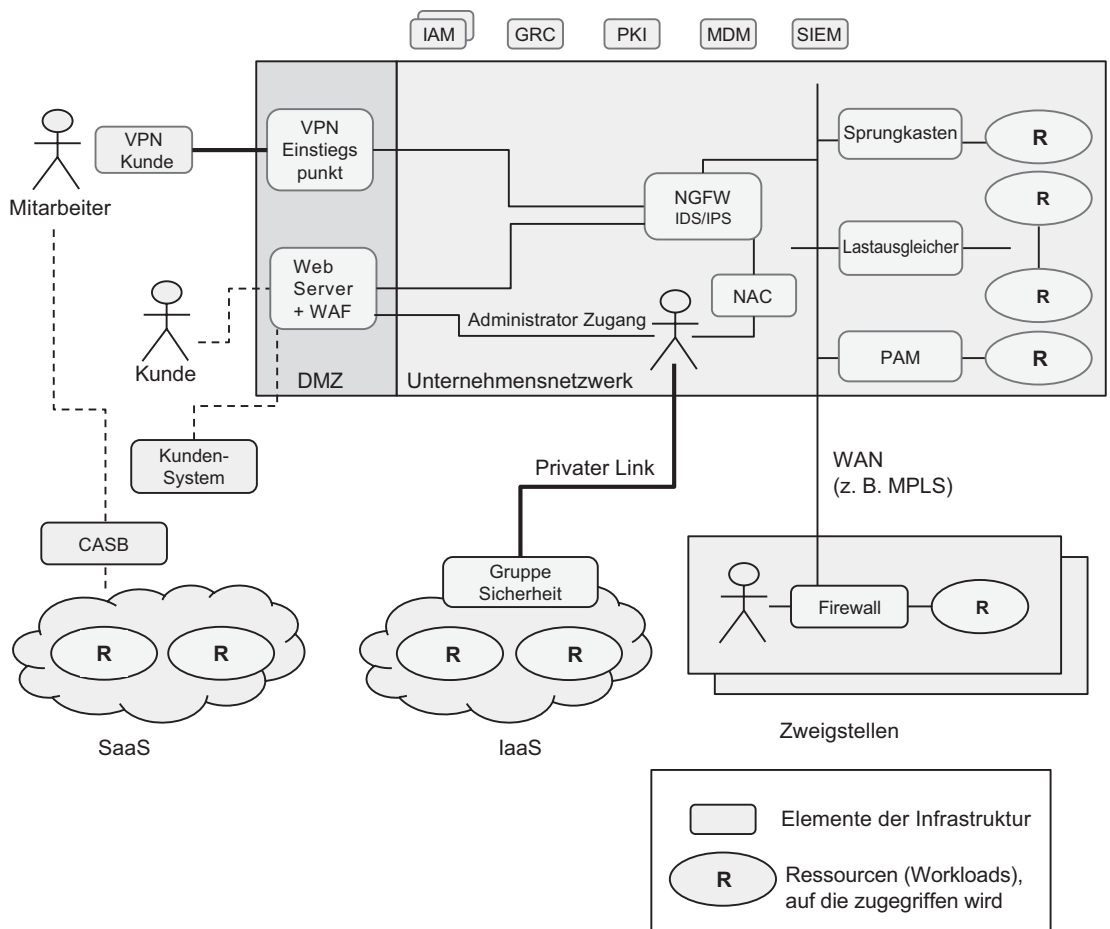 IAM
GRC
PKI
MDM
SIEM
VPN
Kunde
Mitarbeiter
VPN
Einstiegs
punkt
NGFW
IDS/IPS
Sprungkasten
R
R
Lastausgleicher
R
Web
Server
+ WAF
NAC
Administrator Zugang
Kunde
PAM
R
DMZ
Unternehmensnetzwerk
Kunden-
System
Privater Link
WAN
(z. B. MPLS)
CASB
Gruppe
Sicherheit
Firewall
R
R
R
R
R
SaaS
IaaS
Zweigstellen
Elemente der Infrastruktur
R
Ressourcen (Workloads),
auf die zugegriffen wird